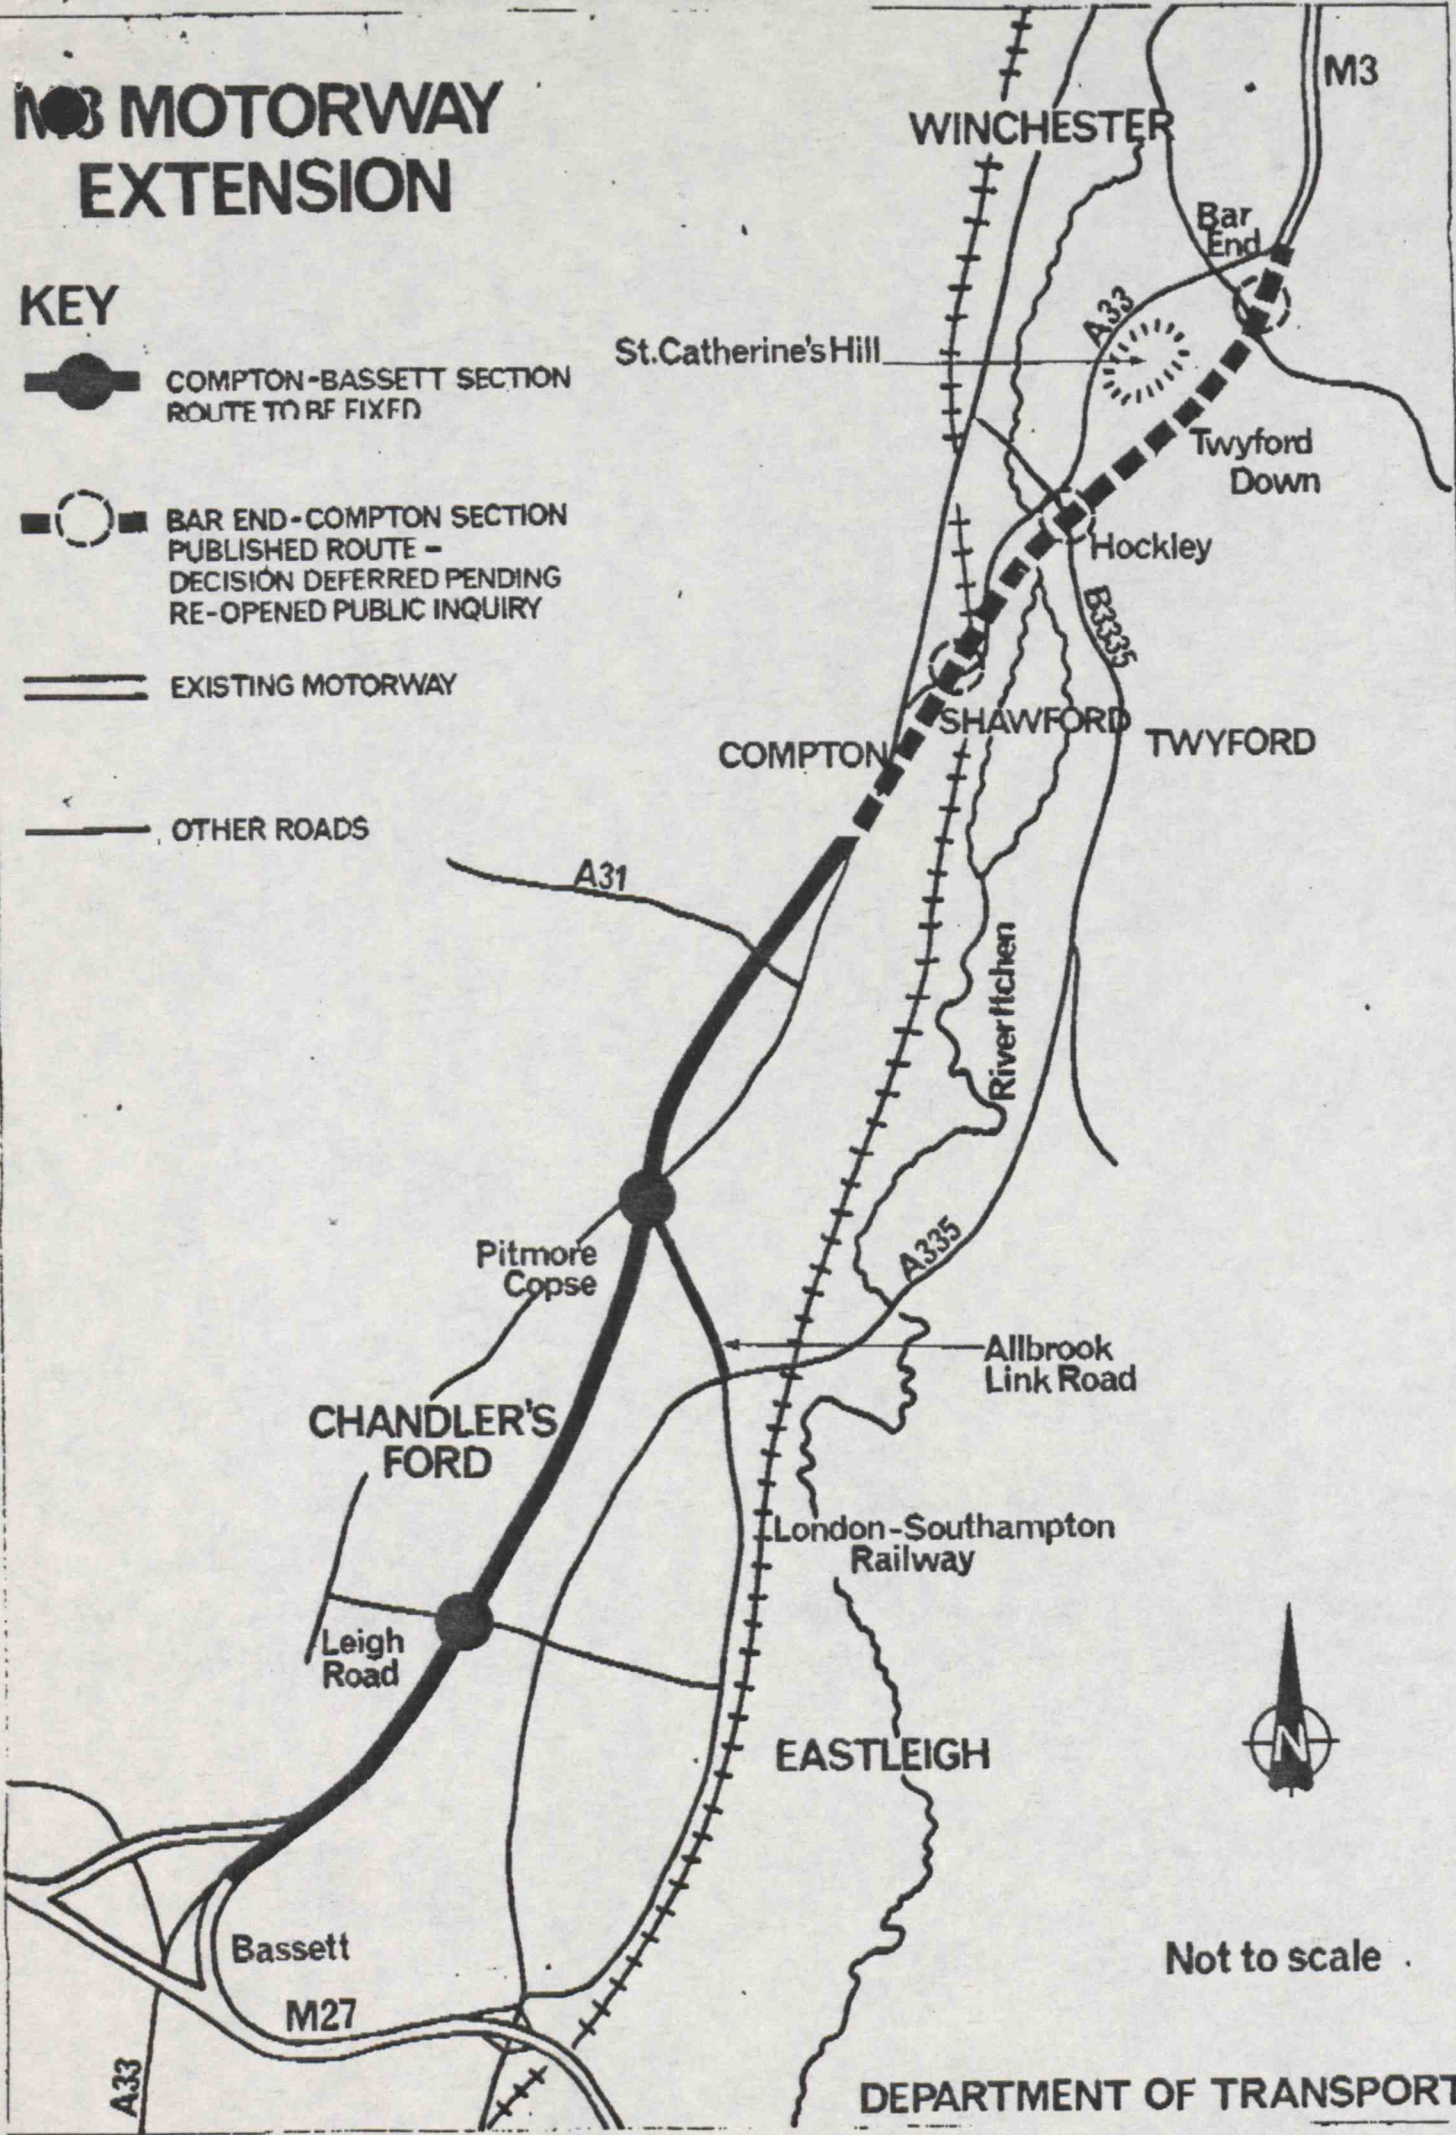 M3 MOTORWAY
EXTENSION
KEY
COMPTON-BASSETT SECTION
ROUTE TO BE FIXED
BAR END-COMPTON SECTION
PUBLISHED ROUTE -
DECISION DEFERRED PENDING
RE-OPENED PUBLIC INQUIRY
EXISTING MOTORWAY
OTHER ROADS
M3
WINCHESTER
Bar
End
A33
St.Catherine's Hill
Twyford
Down
Hockley
B3335
SHAWFORD
TWYFORD
COMPTON
A31
River Itchen
A335
Pitmore
Copse
Allbrook
Link Road
CHANDLER'S
FORD
London-Southampton
Railway
Leigh
Road
EASTLEIGH
N
Bassett
Not to scale
M27
A33
DEPARTMENT OF TRANSPORT